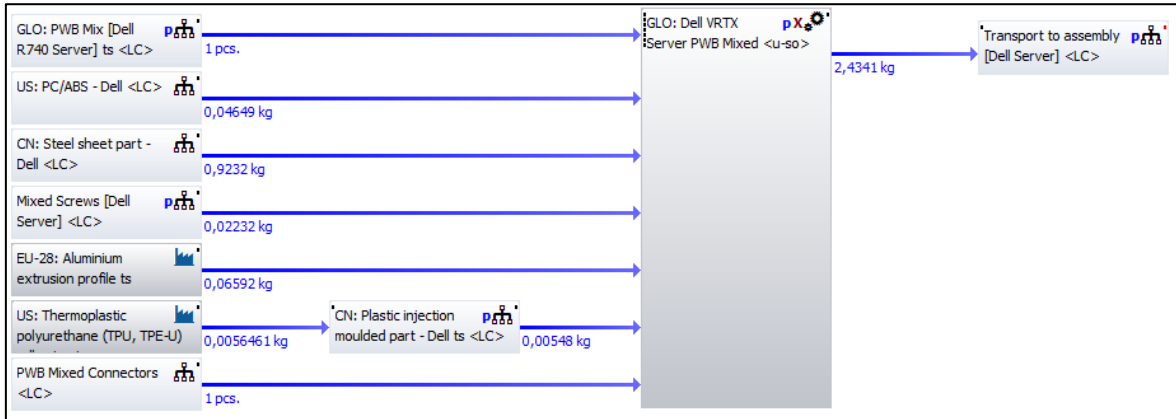 GLO: PWB Mix [Dell
R740 Server] ts <LC>
p
1 pcs.
US: PC/ABS - Dell <LC>
0,04649 kg
CN: Steel sheet part -
Dell <LC>
0,9232 kg
Mixed Screws [Dell
Server] <LC>
p
0,02232 kg
EU-28: Aluminium
extrusion profile ts
0,06592 kg
US: Thermoplastic
polyurethane (TPU, TPE-U)
0,0056461 kg
CN: Plastic injection
moulded part - Dell ts <LC>
p
0,00548 kg
PWB Mixed Connectors
<LC>
1 pcs.
GLO: Dell VRTX
Server PWB Mixed <u-so>
pX
2,4341 kg
Transport to assembly
[Dell Server] <LC>
p